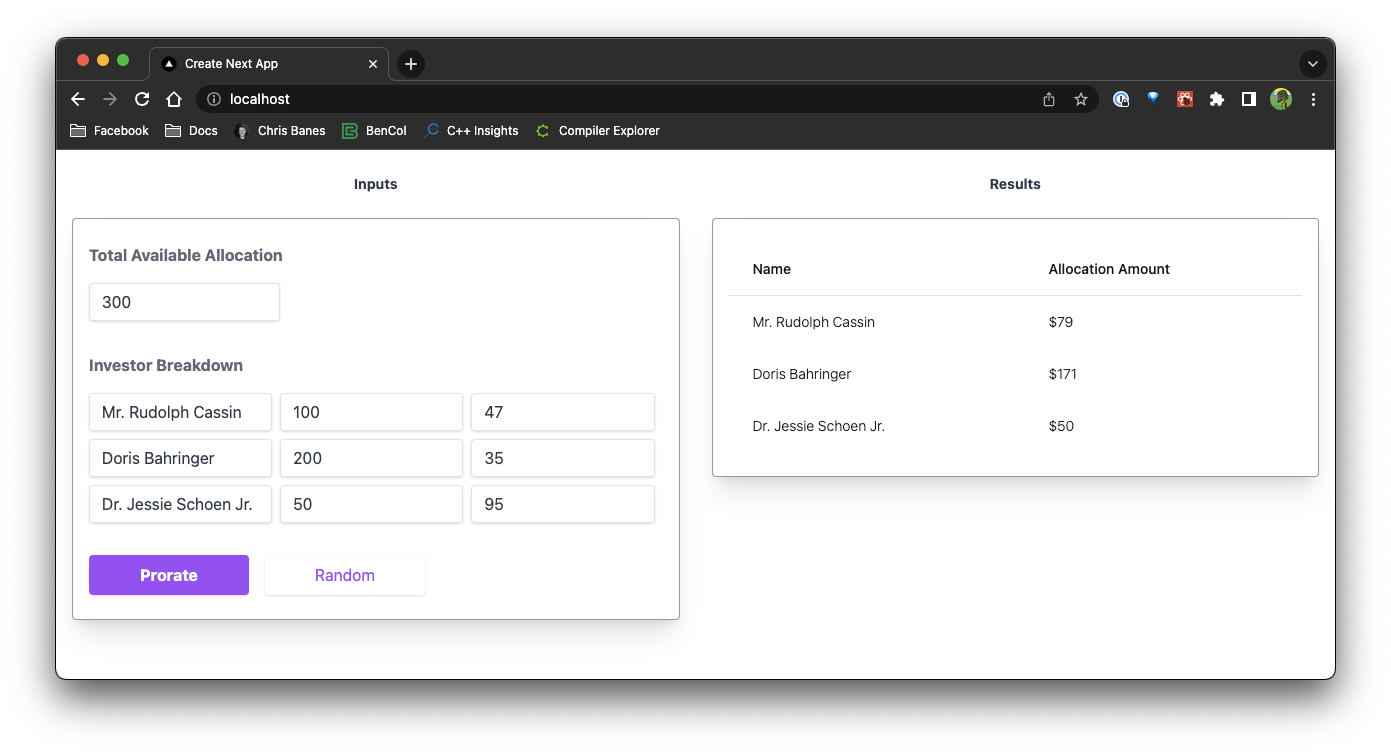 Create Next App
localhost
Facebook Docs Chris Banes BenCol C++ Insights Compiler Explorer
Inputs
Total Available Allocation
300
Investor Breakdown
Mr. Rudolph Cassin 100 47
Doris Bahringer 200 35
Dr. Jessie Schoen Jr. 50 95
Prorate Random
Results
Name Allocation Amount
Mr. Rudolph Cassin $79
Doris Bahringer $171
Dr. Jessie Schoen Jr. $50